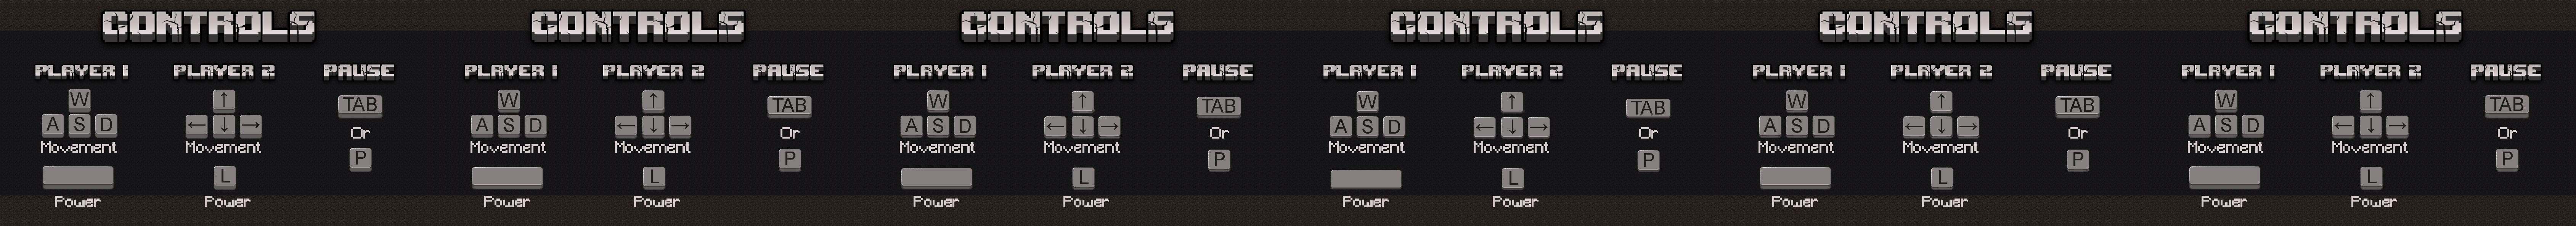 CONTROLS CONTROLS CONTROLS CONTROLS CONTROLS CONTROLS
PLAYER 1 PLAYER 2 PAUSE PLAYER 1 PLAYER 2 PAUSE PLAYER 1 PLAYER 2 PAUSE PLAYER 1 PLAYER 2 PAUSE PLAYER 1 PLAYER 2 PAUSE PLAYER 1 PLAYER 2 PAUSE
W ↑ TAB W ↑ TAB W ↑ TAB W ↑ TAB W ↑ TAB W ↑ TAB
A S D ← ↓ → Or A S D ← ↓ → Or A S D ← ↓ → Or A S D ← ↓ → Or A S D ← ↓ → Or A S D ← ↓ → Or
Movement Movement P Movement Movement P Movement Movement P Movement Movement P Movement Movement P Movement Movement P
L L L L L L
Power Power Power Power Power Power Power Power Power Power Power Power